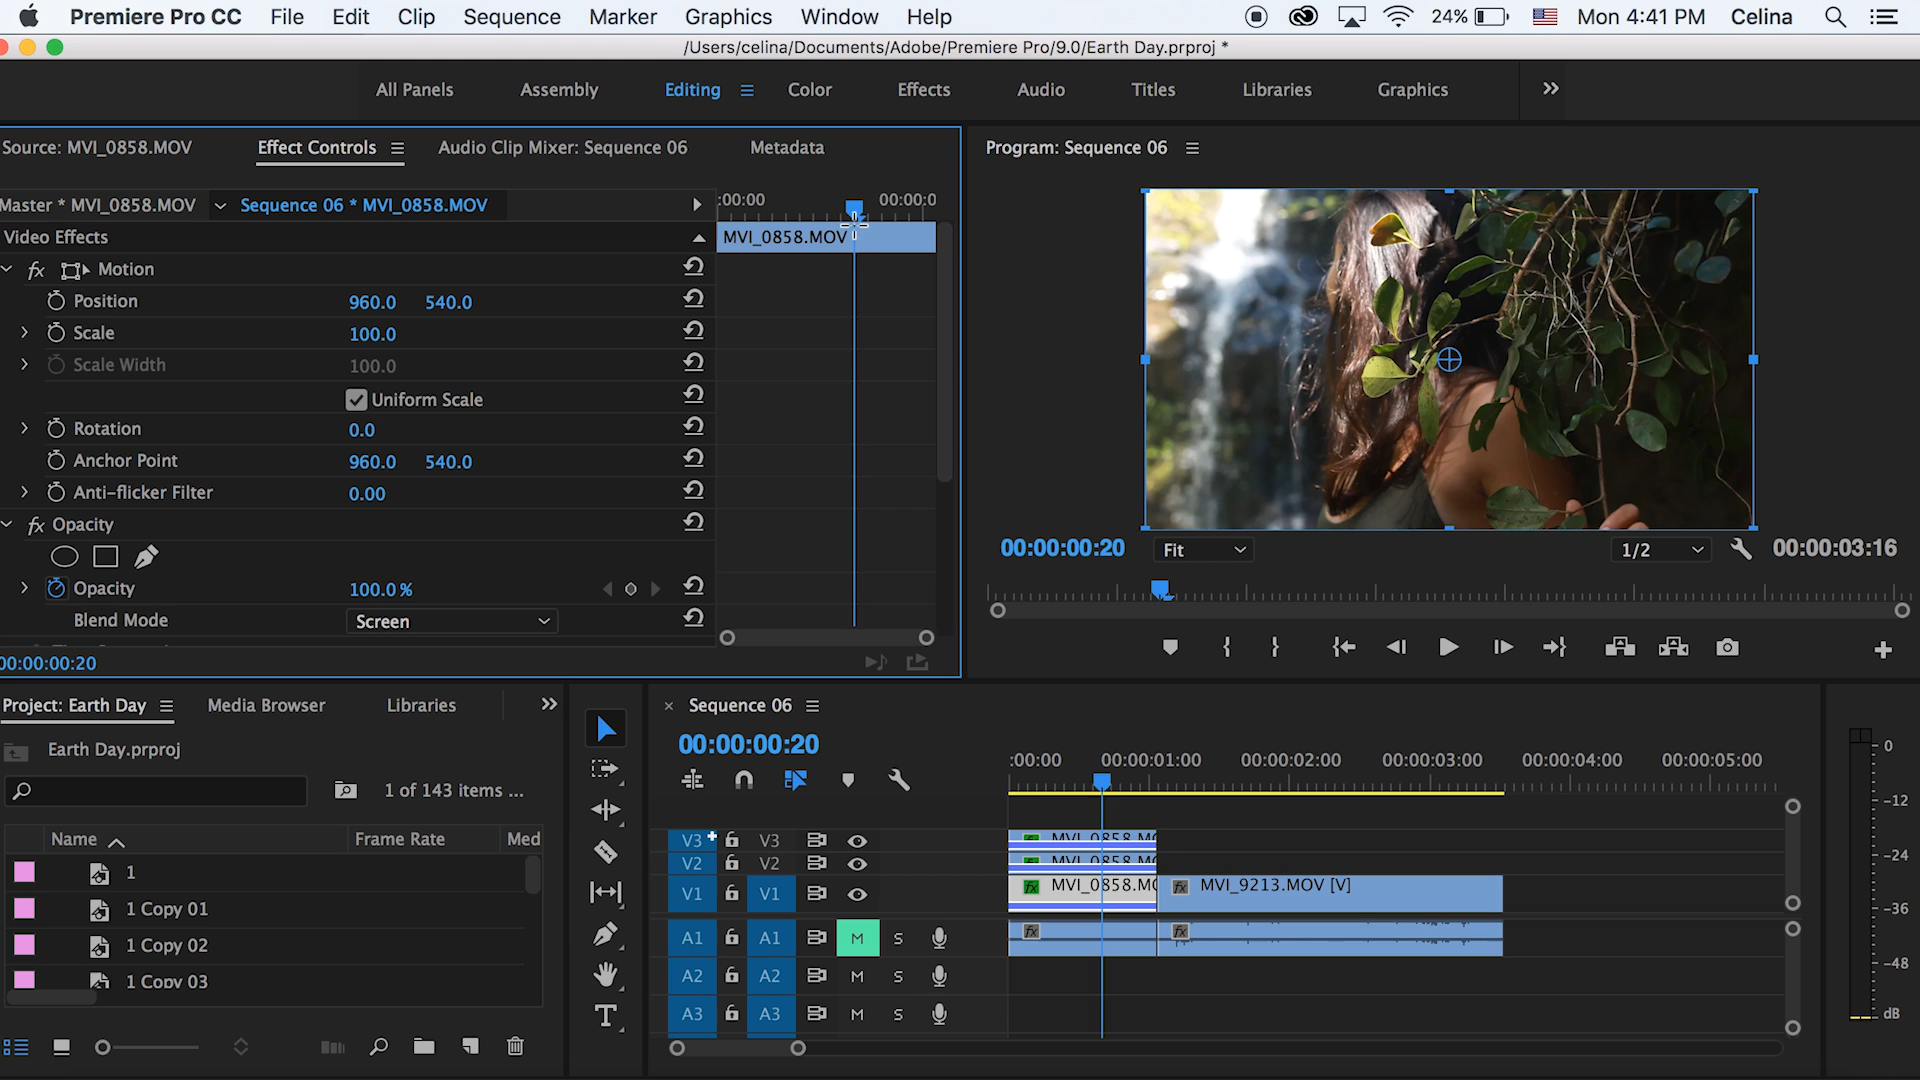 Premiere Pro CC File Edit Clip Sequence Marker Graphics Window Help 24% Mon 4:41 PM Celina
/Users/celina/Documents/Adobe/Premiere Pro/9.0/Earth Day.prproj *
All Panels Assembly Editing Color Effects Audio Titles Libraries Graphics
Source: MVI_0858.MOV Effect Controls Audio Clip Mixer: Sequence 06 Metadata
Program: Sequence 06
Master * MVI_0858.MOV Sequence 06 * MVI_0858.MOV
:00:00 00:00:0
MVI_0858.MOV
Video Effects
fx Motion
Position 960.0 540.0
Scale 100.0
Scale Width 100.0
Uniform Scale
Rotation 0.0
Anchor Point 960.0 540.0
Anti-flicker Filter 0.00
fx Opacity
Opacity 100.0 %
Blend Mode Screen
00:00:00:20
00:00:00:20 Fit 1/2 00:00:03:16
Project: Earth Day Media Browser Libraries
Earth Day.prproj
1 of 143 items ...
Name Frame Rate Med
1
1 Copy 01
1 Copy 02
1 Copy 03
Sequence 06
00:00:00:20
:00:00 00:00:01:00 00:00:02:00 00:00:03:00 00:00:04:00 00:00:05:00
V3 V3 MVI_0858.M
V2 V2 MVI_0858.M
V1 V1 fx MVI_0858.M fx MVI_9213.MOV [V]
A1 A1 M S fx fx
A2 A2 M S
A3 A3 M S
T
0
-12
-24
-36
-48
dB